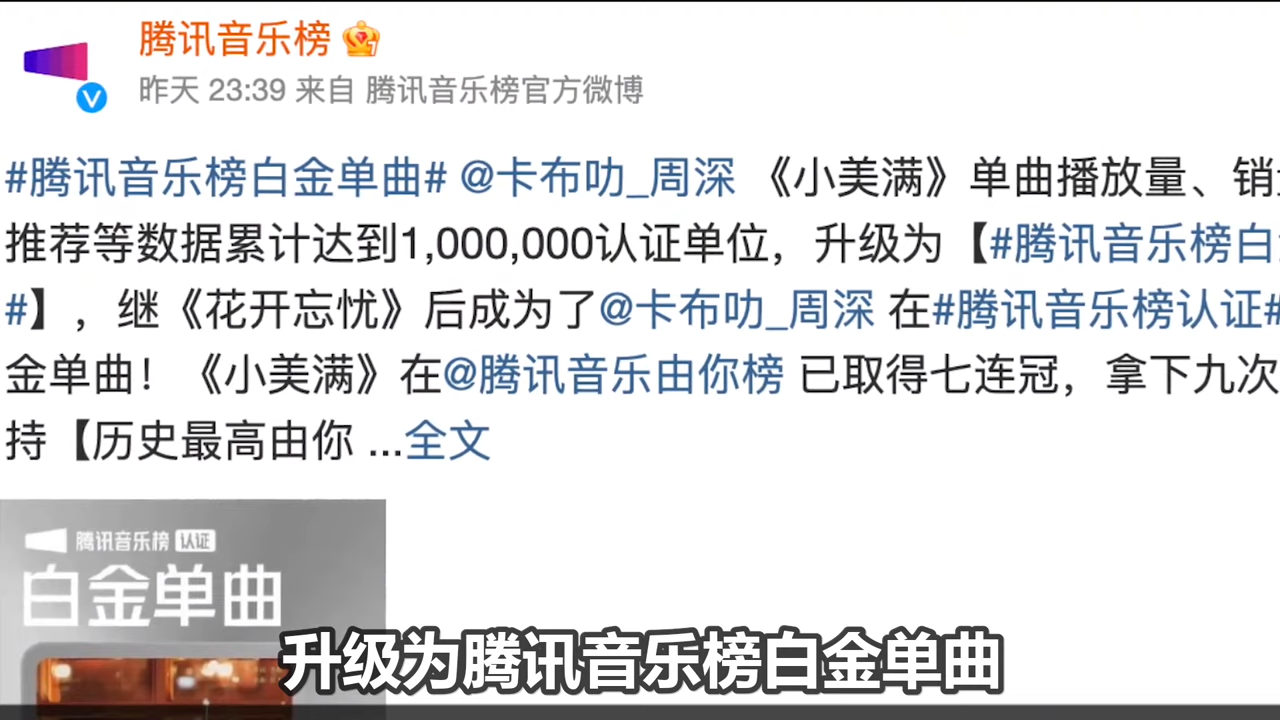 腾讯音乐榜
昨天 23:39 来自 腾讯音乐榜官方微博
#腾讯音乐榜白金单曲# @卡布叻_周深 《小美满》单曲播放量、销
推荐等数据累计达到1,000,000认证单位，升级为【#腾讯音乐榜白
#】，继《花开忘忧》后成为了@卡布叻_周深 在#腾讯音乐榜认证#
金单曲！《小美满》在@腾讯音乐由你榜 已取得七连冠，拿下九次
持【历史最高由你 ...全文
腾讯音乐榜 认证
白金单曲
升级为腾讯音乐榜白金单曲